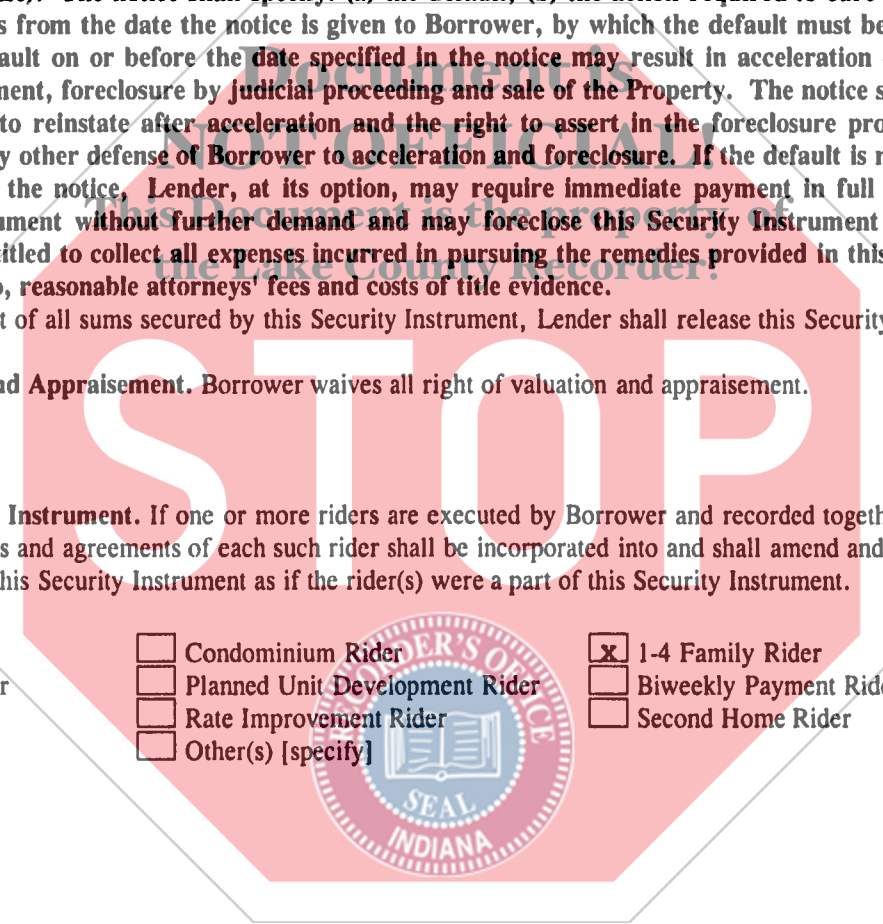 s from the date the notice is given to Borrower, by which the default must be
ault on or before the date specified in the notice may result in acceleration
nent, foreclosure by judicial proceeding and sale of the Property. The notice s
to reinstate after acceleration and the right to assert in the foreclosure pro
y other defense of Borrower to acceleration and foreclosure. If the default is n
the notice, Lender, at its option, may require immediate payment in full
ument without further demand and may foreclose this Security Instrument
titled to collect all expenses incurred in pursuing the remedies provided in this
o, reasonable attorneys' fees and costs of title evidence.
t of all sums secured by this Security Instrument, Lender shall release this Security
nd Appraisement. Borrower waives all right of valuation and appraisement.
Instrument. If one or more riders are executed by Borrower and recorded togeth
s and agreements of each such rider shall be incorporated into and shall amend and
his Security Instrument as if the rider(s) were a part of this Security Instrument.
Condominium Rider x 1-4 Family Rider
r Planned Unit Development Rider Biweekly Payment Ride
Rate Improvement Rider Second Home Rider
Other(s) [specify]
Document is
NOT OFFICIAL!
This Document is the property of
the Lake County Recorder!
STOP
RECORDER'S OFFICE
SEAL
INDIANA